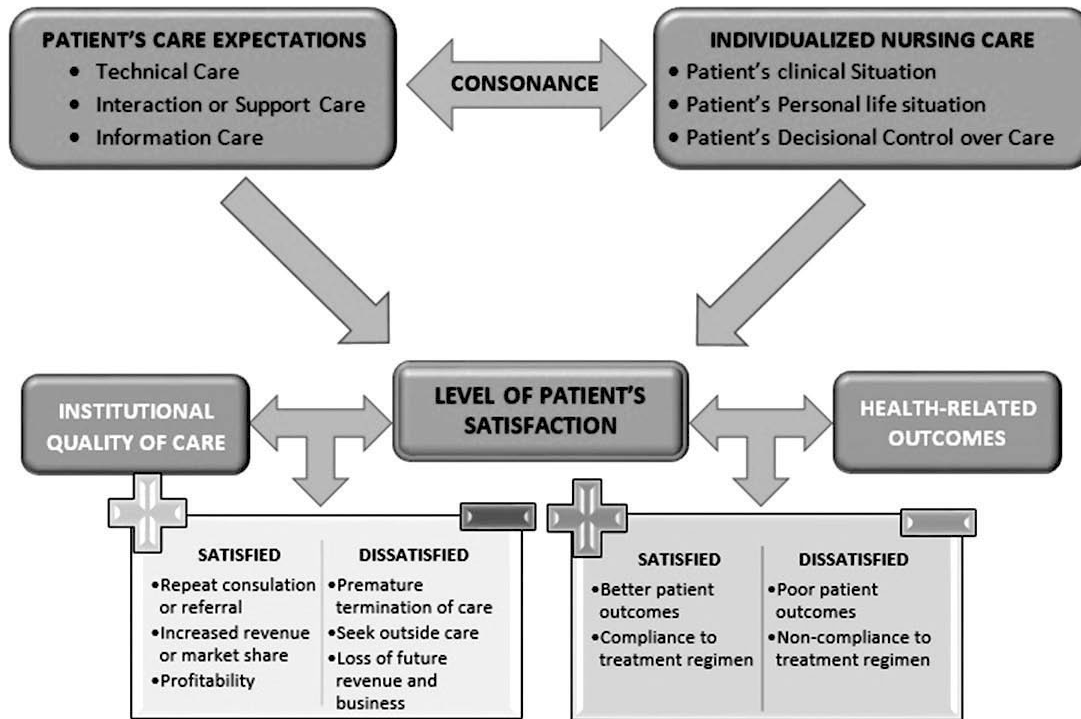 PATIENT'S CARE EXPECTATIONS
• Technical Care
• Interaction or Support Care
• Information Care
CONSONANCE
INDIVIDUALIZED NURSING CARE
• Patient's clinical Situation
• Patient's Personal life situation
• Patient's Decisional Control over Care
INSTITUTIONAL
QUALITY OF CARE
LEVEL OF PATIENT'S
SATISFACTION
HEALTH-RELATED
OUTCOMES
SATISFIED
•Repeat consulation
or referral
•Increased revenue
or market share
•Profitability
DISSATISFIED
•Premature
termination of care
•Seek outside care
•Loss of future
revenue and
business
SATISFIED
•Better patient
outcomes
•Compliance to
treatment regimen
DISSATISFIED
•Poor patient
outcomes
•Non-compliance to
treatment regimen